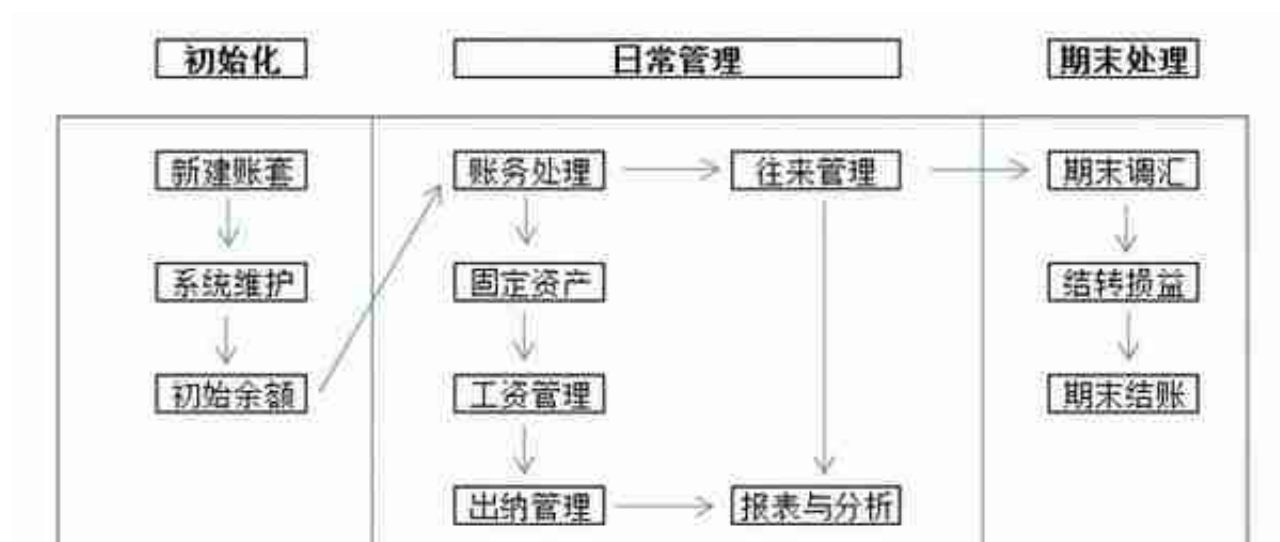 初始化
日常管理
期末处理
新建账套
账务处理
往来管理
期末调汇
系统维护
固定资产
结转损益
初始余额
工资管理
期末结账
出纳管理
报表与分析